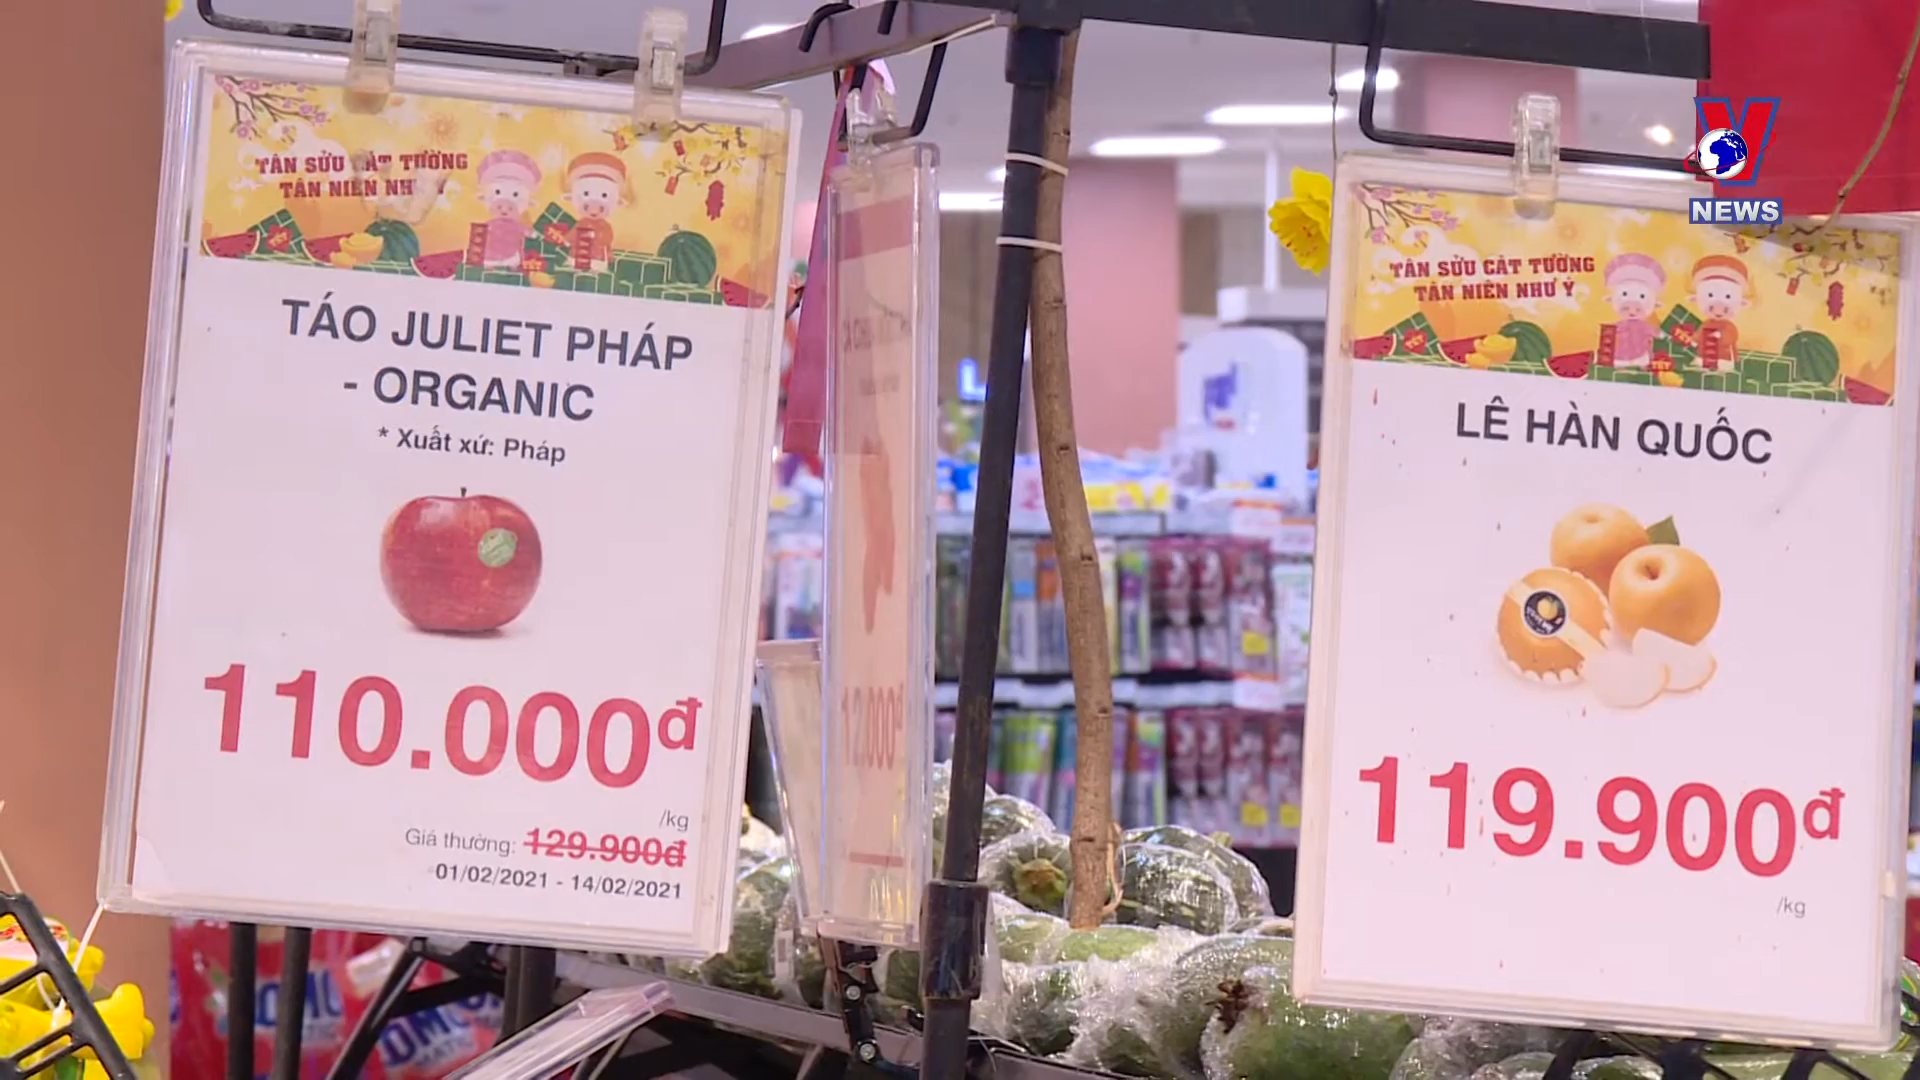 TÂN SỬU CÁT TƯỜNG
TÂN NIÊN NHƯ Ý
TÁO JULIET PHÁP
- ORGANIC
* Xuất xứ: Pháp
110.000đ
/kg
Giá thường: 129.900đ
01/02/2021 - 14/02/2021
V
NEWS
TÂN SỬU CÁT TƯỜNG
TÂN NIÊN NHƯ Ý
LÊ HÀN QUỐC
119.900đ
/kg